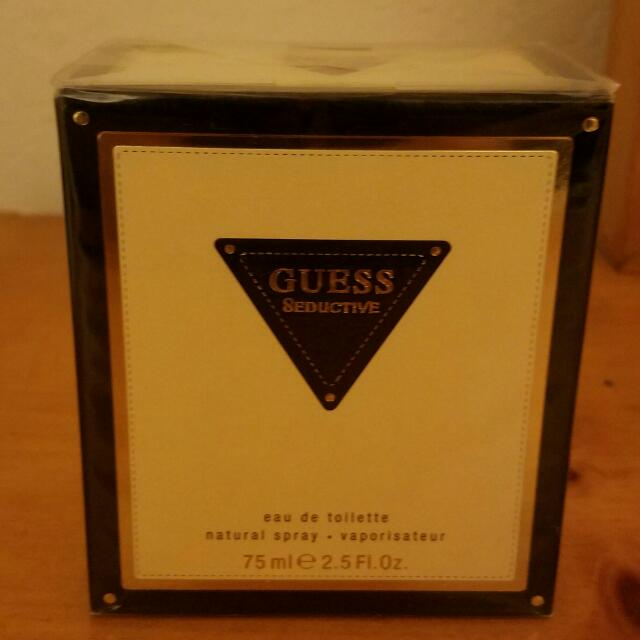 GUESS
SEDUCTIVE
eau de toilette
natural spray • vaporisateur
75 ml ℮ 2.5 Fl.Oz.